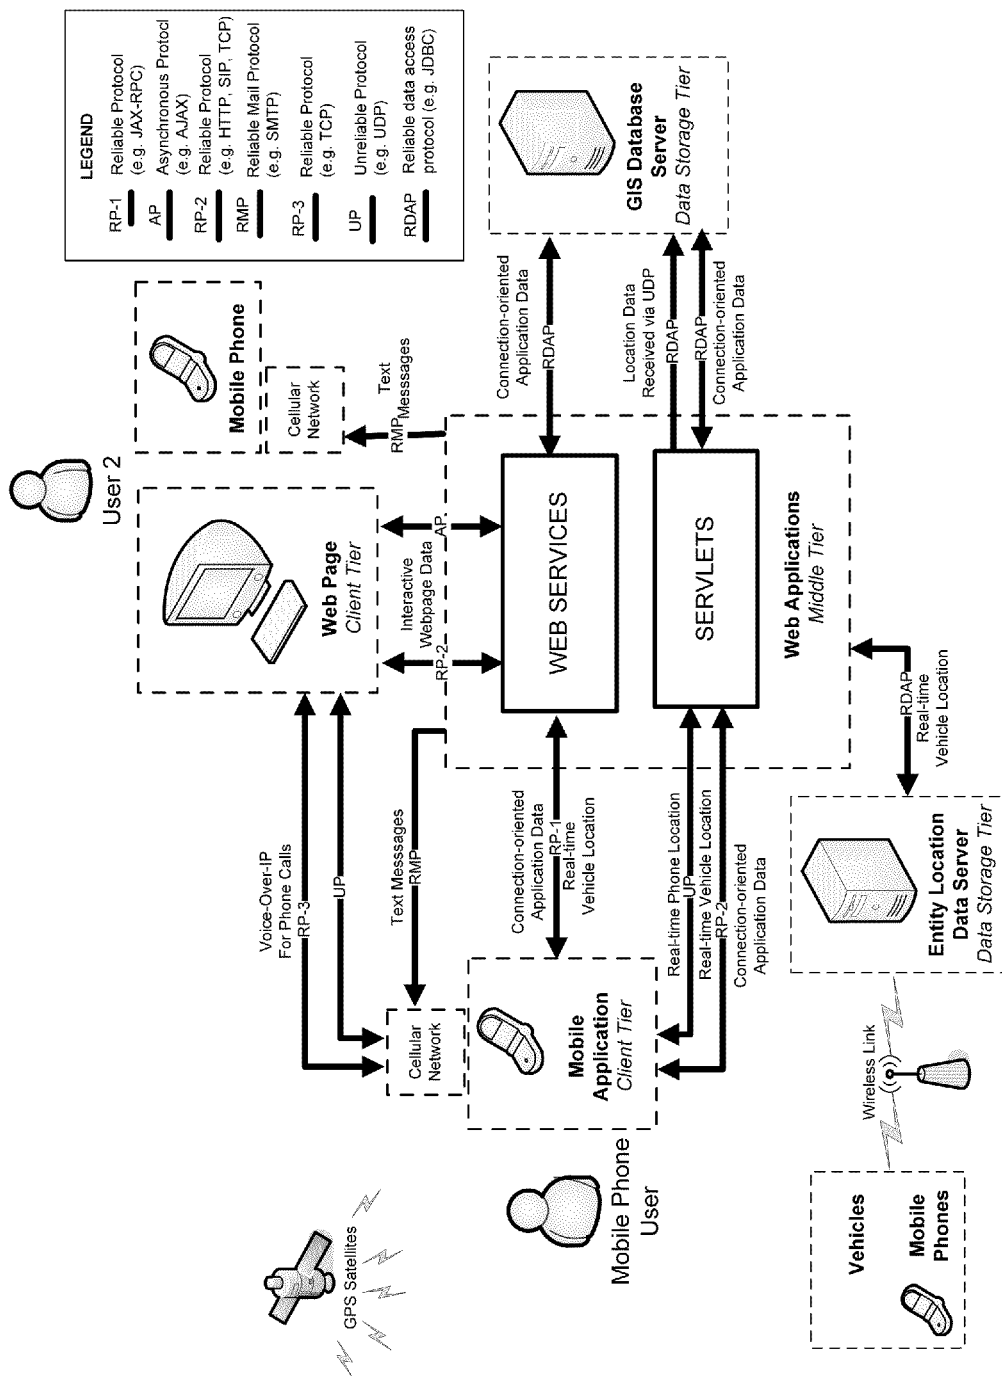 LEGEND
RP-1
Reliable Protocol
(e.g. JAX-RPC)
AP
Asynchronous Protocl
(e.g. AJAX)
RP-2
Reliable Protocol
(e.g. HTTP, SIP, TCP)
RMP
Reliable Mail Protocol
(e.g. SMTP)
RP-3
Reliable Protocol
(e.g. TCP)
UP
Unreliable Protocol
(e.g. UDP)
RDAP
Reliable data access
protocol (e.g. JDBC)
User 2
Mobile Phone
Cellular
Network
Text
Messsages
RMP
Web Page
Client Tier
AP
Interactive
Webpage Data
RP-2
Voice-Over-IP
For Phone Calls
RP-3
UP
Text Messsages
RMP
Cellular
Network
GPS Satellites
Mobile Phone
User
Mobile
Application
Client Tier
Connection-oriented
Application Data
RP-1
Real-time
Vehicle Location
WEB SERVICES
SERVLETS
Web Applications
Middle Tier
Connection-oriented
Application Data
RDAP
Location Data
Received via UDP
RDAP
RDAP
Connection-oriented
Application Data
GIS Database
Server
Data Storage Tier
Real-time Phone Location
UP
Real-time Vehicle Location
RP-2
Connection-oriented
Application Data
RDAP
Real-time
Vehicle Location
Entity Location
Data Server
Data Storage Tier
Wireless Link
Vehicles
Mobile
Phones